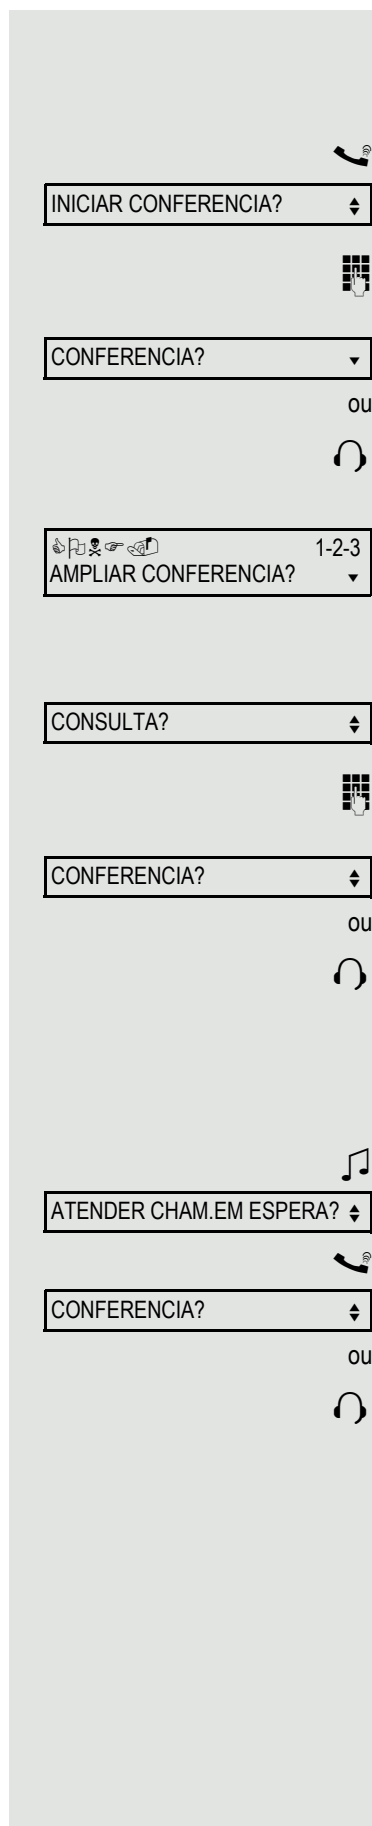 INICIAR CONFERENCIA?
CONFERENCIA?
ou
1-2-3
AMPLIAR CONFERENCIA?
CONSULTA?
CONFERENCIA?
ou
ATENDER CHAM.EM ESPERA?
CONFERENCIA?
ou